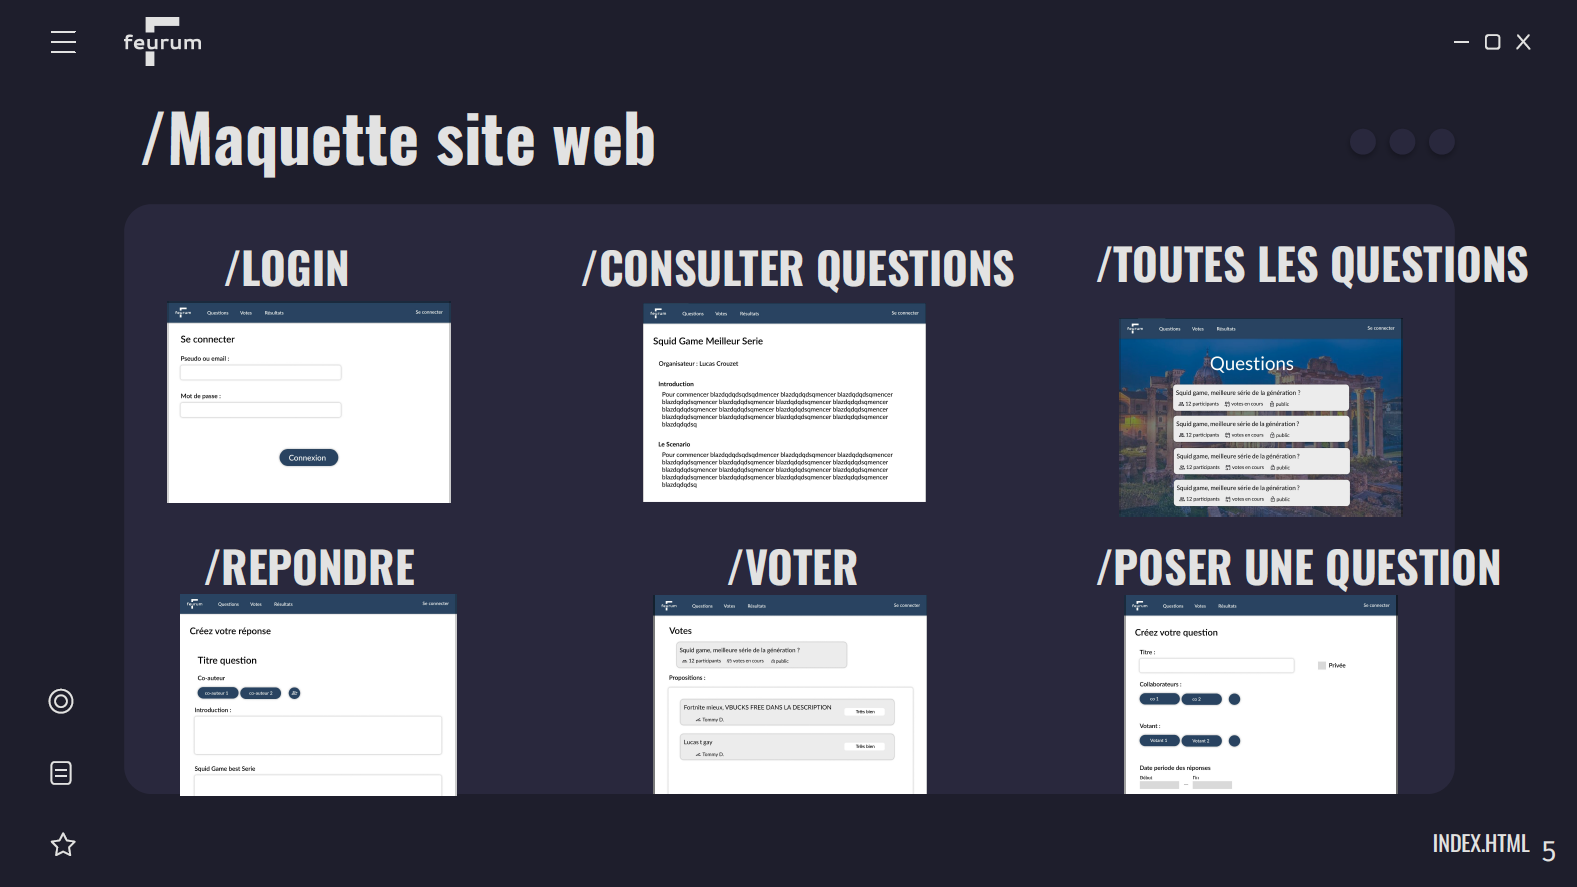 feurum
/Maquette site web
/LOGIN
feurum Questions Votes Résultats Se connecter
Se connecter
Pseudo ou email :
Mot de passe :
Connexion
/CONSULTER QUESTIONS
feurum Questions Votes Résultats Se connecter
Squid Game Meilleur Serie
Organisateur : Lucas Crouzet
Introduction
Pour commencer blazdqdqdsqdsqdmencer blazdqdqdsqmencer blazdqdqdsqmencer
blazdqdqdsqmencer blazdqdqdsqmencer blazdqdqdsqmencer blazdqdqdsqmencer
blazdqdqdsqmencer blazdqdqdsqmencer blazdqdqdsqmencer blazdqdqdsqmencer
blazdqdqdsqmencer blazdqdqdsqmencer blazdqdqdsqmencer blazdqdqdsqmencer
blazdqdqdsq
Le Scenario
Pour commencer blazdqdqdsqdsqdmencer blazdqdqdsqmencer blazdqdqdsqmencer
blazdqdqdsqmencer blazdqdqdsqmencer blazdqdqdsqmencer blazdqdqdsqmencer
blazdqdqdsqmencer blazdqdqdsqmencer blazdqdqdsqmencer blazdqdqdsqmencer
blazdqdqdsqmencer blazdqdqdsqmencer blazdqdqdsqmencer blazdqdqdsqmencer
blazdqdqdsq
/TOUTES LES QUESTIONS
feurum Questions Votes Résultats Se connecter
Questions
Squid game, meilleure série de la génération ?
12 participants votes en cours public
Squid game, meilleure série de la génération ?
12 participants votes en cours public
Squid game, meilleure série de la génération ?
12 participants votes en cours public
Squid game, meilleure série de la génération ?
12 participants votes en cours public
/REPONDRE
feurum Questions Votes Résultats Se connecter
Créez votre réponse
Titre question
Co-auteur
co-auteur 1 co-auteur 2
Introduction :
Squid Game best Serie
/VOTER
feurum Questions Votes Résultats Se connecter
Votes
Squid game, meilleure série de la génération ?
12 participants votes en cours public
Propositions :
Fortnite mieux, VBUCKS FREE DANS LA DESCRIPTION
Très bien
Tommy D.
Lucas t gay
Très bien
Tommy D.
/POSER UNE QUESTION
feurum Questions Votes Résultats Se connecter
Créez votre question
Titre :
Privée
Collaborateurs :
co 1 co 2
Votant :
Votant 1 Votant 2
Date periode des réponses
Début Fin
INDEX.HTML 5